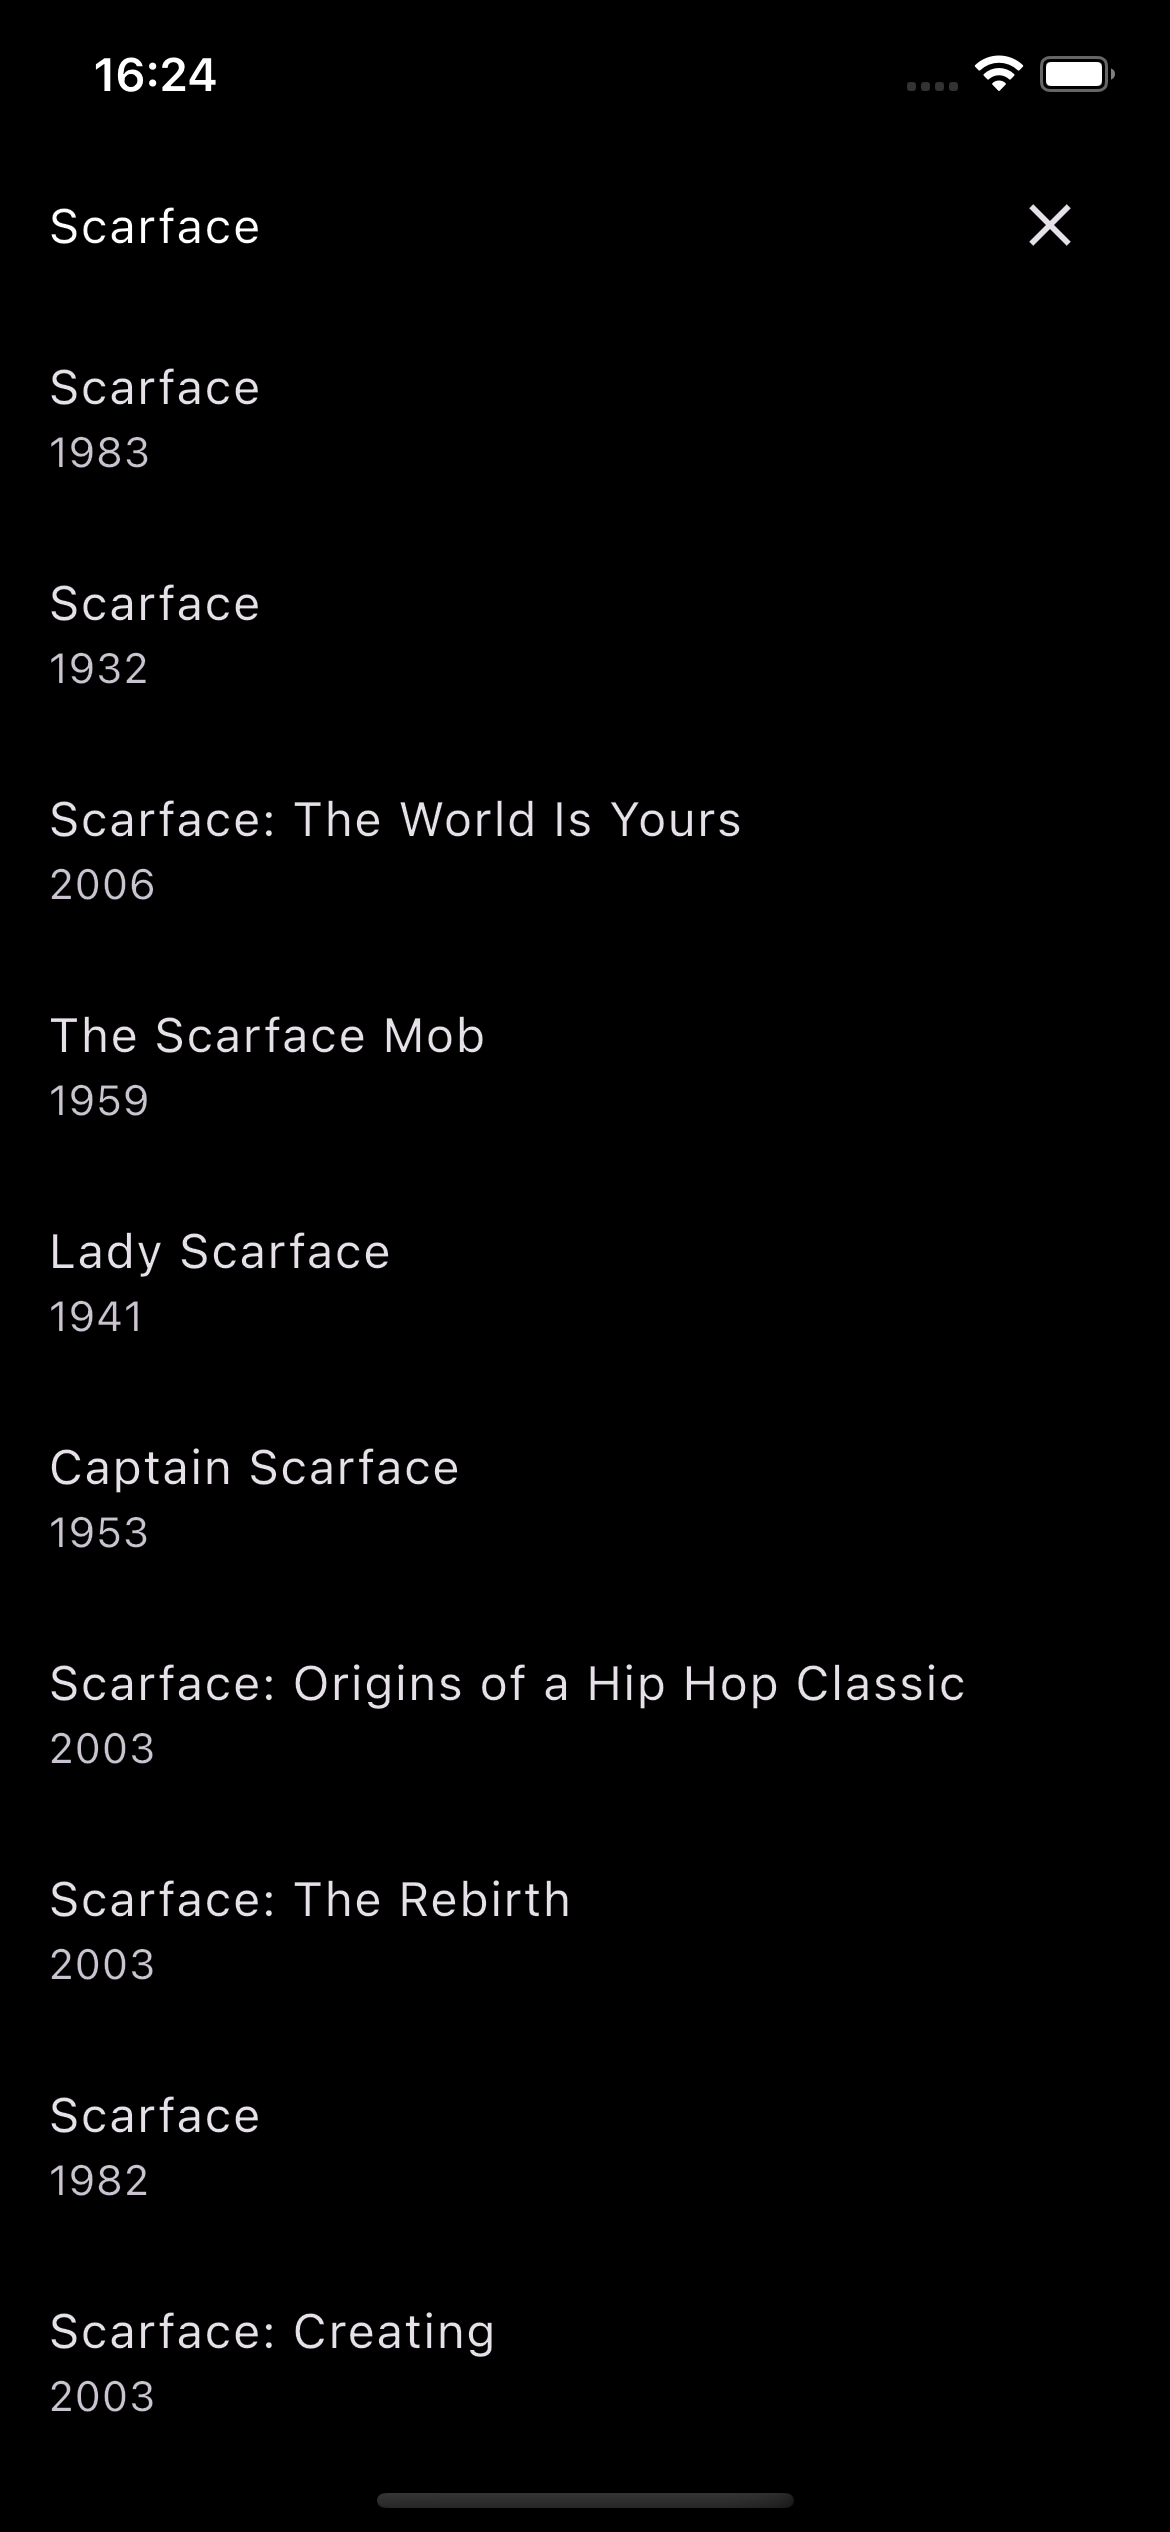 16:24
Scarface
Scarface
1983
Scarface
1932
Scarface: The World Is Yours
2006
The Scarface Mob
1959
Lady Scarface
1941
Captain Scarface
1953
Scarface: Origins of a Hip Hop Classic
2003
Scarface: The Rebirth
2003
Scarface
1982
Scarface: Creating
2003